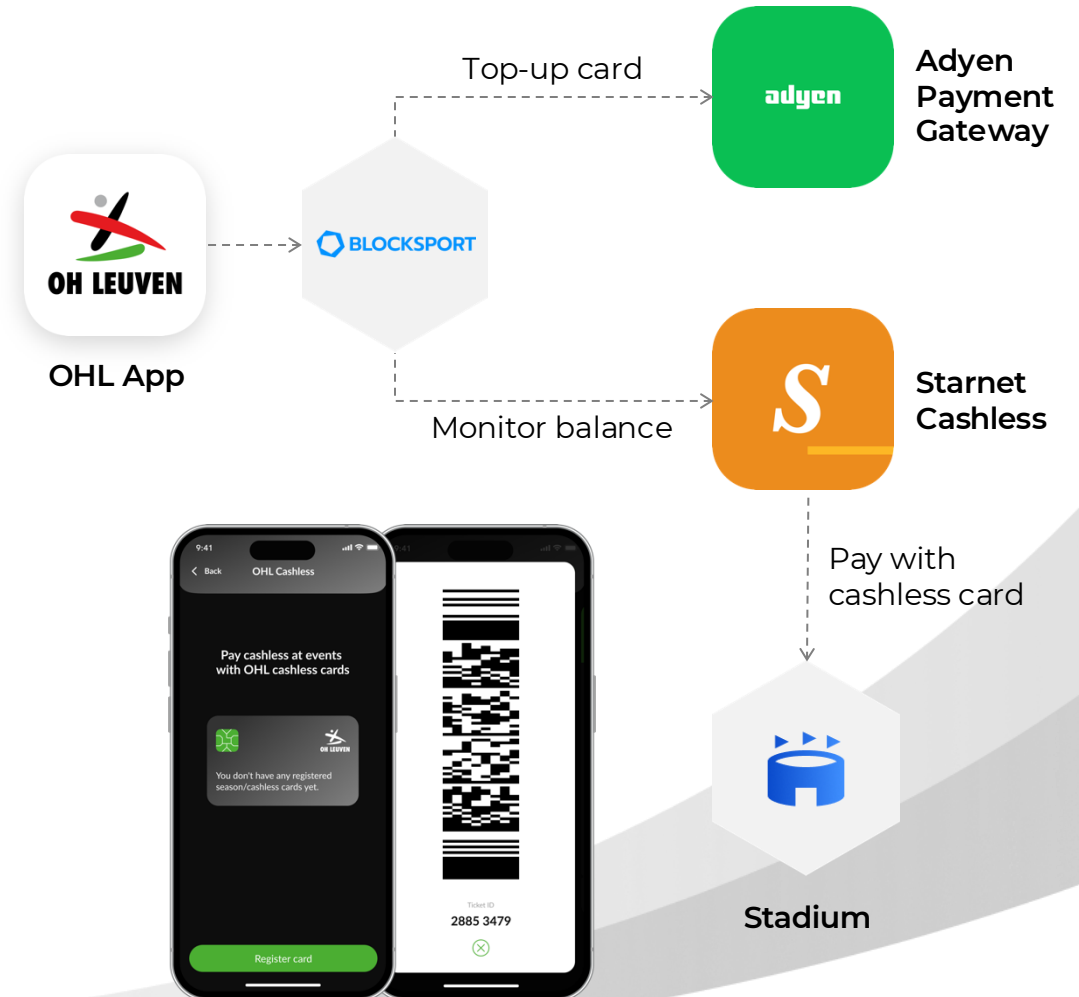 Top-up card
adyen
Adyen
Payment
Gateway
OH LEUVEN
BLOCKSPORT
OHL App
Monitor balance
S
Starnet
Cashless
Pay with
cashless card
Stadium
9:41
Back
OHL Cashless
Pay cashless at events
with OHL cashless cards
OH LEUVEN
You don't have any registered
season/cashless cards yet.
Register card
9:41
Ticket ID
2885 3479